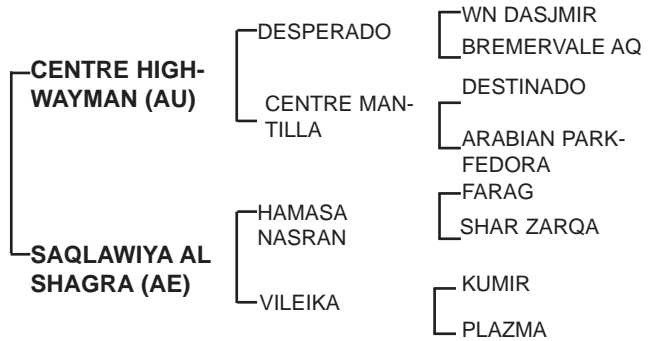 WN DASJMIR
DESPERADO
BREMERVALE AQ
CENTRE HIGH-
WAYMAN (AU)
DESTINADO
CENTRE MAN-
TILLA
ARABIAN PARK-
FEDORA
FARAG
HAMASA
NASRAN
SHAR ZARQA
SAQLAWIYA AL
SHAGRA (AE)
KUMIR
VILEIKA
PLAZMA